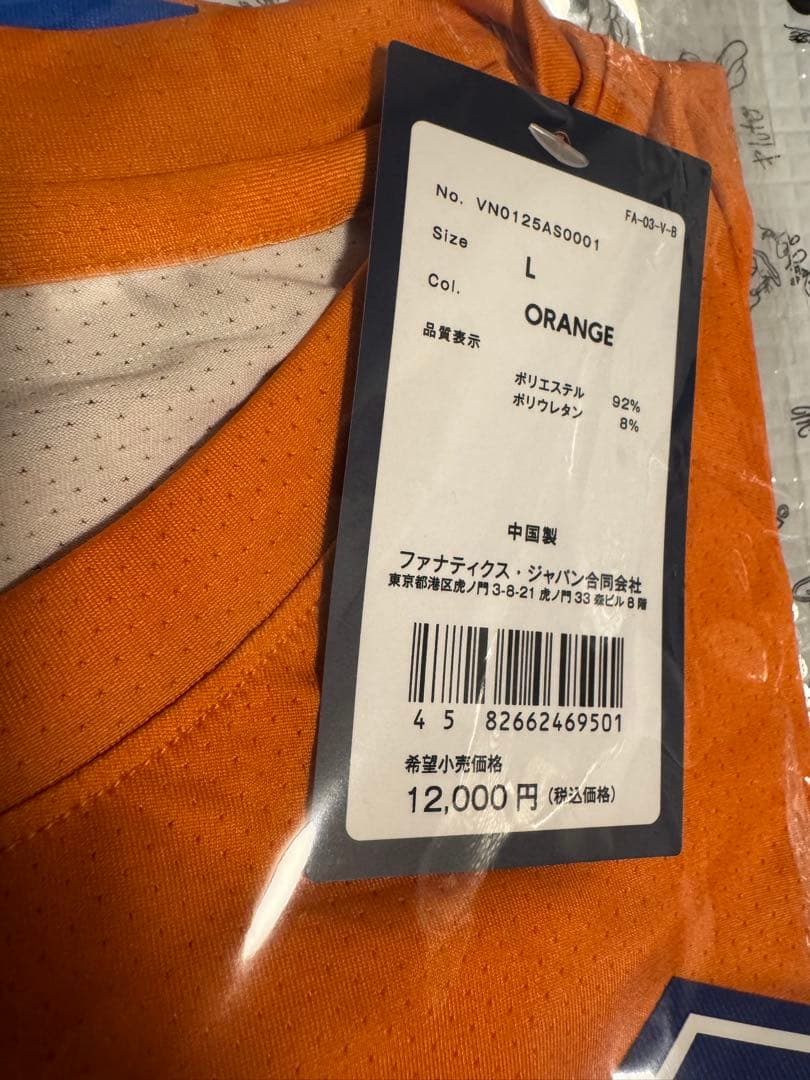 FA-03-V-B
No. VN0125AS0001
Size L
Col. ORANGE
品質表示
ポリエステル 92%
ポリウレタン 8%
中国製
ファナティクス・ジャパン合同会社
東京都港区虎ノ門 3-8-21 虎ノ門 33 森ビル 8 階
45 82662469501
希望小売価格
12,000 円 (税込価格)
Pluto